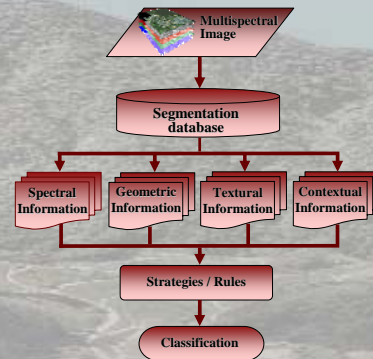 Multispectral
Image
Segmentation
database
Spectral
Information
Geometric
Information
Textural
Information
Contextual
Information
Strategies / Rules
Classification